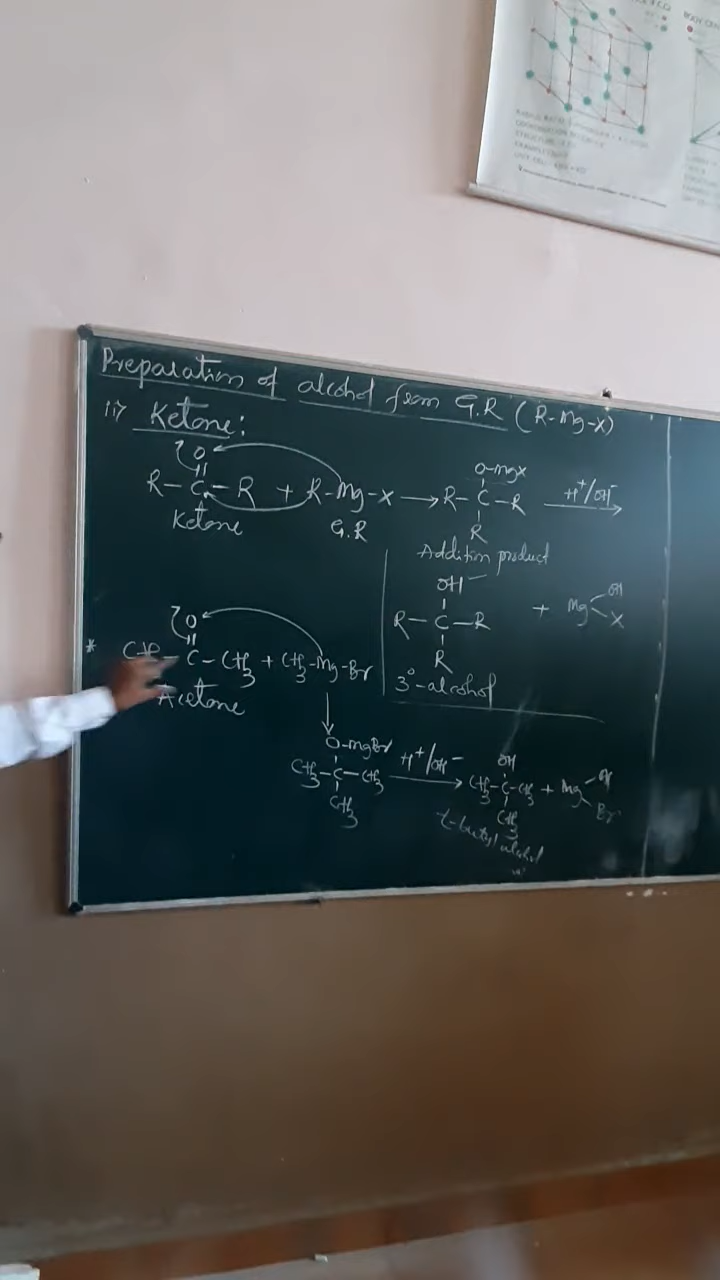 Preparation of alcohol from G.R (R-Mg-X)
ii) Ketone:
O O-mgx
R-C-R + R-Mg-X → R-C-R H⁺/OH⁻ →
Ketone G.R R
Addition product
OH
R-C-R + Mg OH X
R
3°-alcohol
O
* CH3-C-CH3 + CH3-Mg-Br
Acetone
O-mgBr OH
CH3-C-CH3 H⁺/OH⁻ → CH3-C-CH3 + Mg OH Br
CH3 CH3
t-butyl alcohol